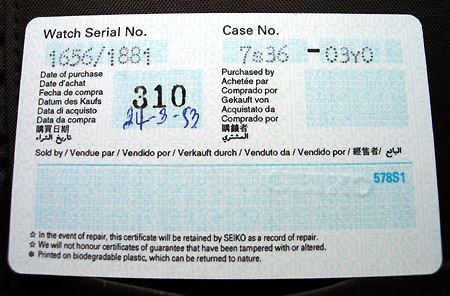 Watch Serial No. Case No.
1656/1881 7s36 - 03Y0
Date of purchase
Date d'achat
Fecha de compra
Datum des Kaufs
Data di acquisto
Data da compra
購買日期
تاريخ الشراء
310
24-3-93
Purchased by
Achetée par
Comprado por
Gekauft von
Acquistato da
Comprado por
購錶者
المشتري
Sold by / Vendue par / Vendido por / Verkauft durch / Venduto da / Vendido por / 經售者 / البائع
578S1
☆ In the event of repair, this certificate will be retained by SEIKO as a record of repair.
☆ We will not honour certificates of guarantee that have been tampered with or altered.
✽ Printed on biodegradable plastic, which can be returned to nature.